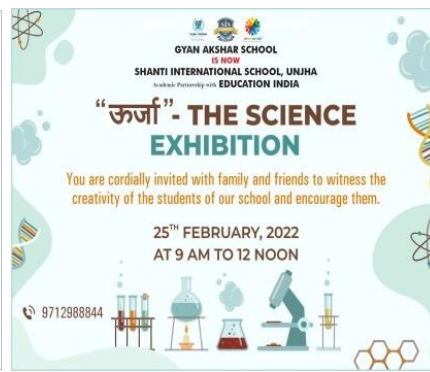 GYAN AKSHAR SCHOOL
IS NOW
SHANTI INTERNATIONAL SCHOOL, UNJHA
Academic Partnership with EDUCATION INDIA
“ऊर्जा”- THE SCIENCE
EXHIBITION
You are cordially invited with family and friends to witness the
creativity of the students of our school and encourage them.
25TH FEBRUARY, 2022
AT 9 AM TO 12 NOON
9712988844